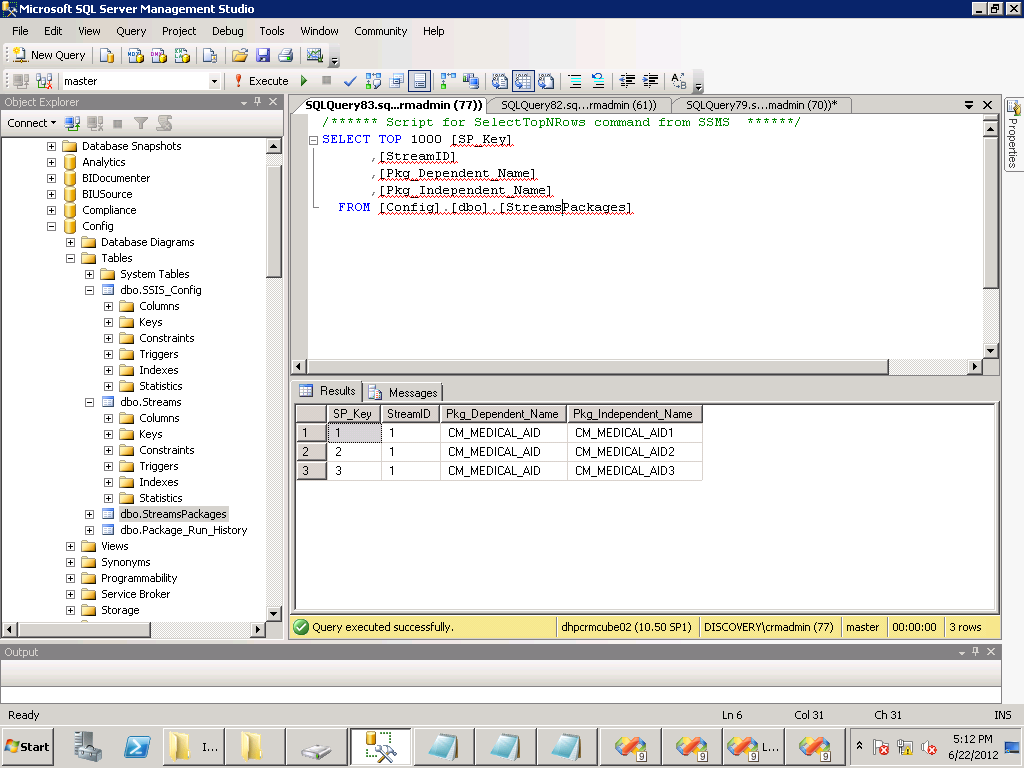 Microsoft SQL Server Management Studio
File Edit View Query Project Debug Tools Window Community Help
New Query
master Execute
Object Explorer
Connect
Database Snapshots
Analytics
BIDocumenter
BIUSource
Compliance
Config
Database Diagrams
Tables
System Tables
dbo.SSIS_Config
Columns
Keys
Constraints
Triggers
Indexes
Statistics
dbo.Streams
Columns
Keys
Constraints
Triggers
Indexes
Statistics
dbo.StreamsPackages
dbo.Package_Run_History
Views
Synonyms
Programmability
Service Broker
Storage
SQLQuery83.sq...rmadmin (77)) SQLQuery82.sq...rmadmin (61)) SQLQuery79.s...madmin (70))*
/****** Script for SelectTopNRows command from SSMS ******/
SELECT TOP 1000 [SP_Key]
,[StreamID]
,[Pkg_Dependent_Name]
,[Pkg_Independent_Name]
FROM [Config].[dbo].[StreamsPackages]
Properties
Results Messages
SP_Key StreamID Pkg_Dependent_Name Pkg_Independent_Name
1 1 1 CM_MEDICAL_AID CM_MEDICAL_AID1
2 2 1 CM_MEDICAL_AID CM_MEDICAL_AID2
3 3 1 CM_MEDICAL_AID CM_MEDICAL_AID3
Query executed successfully. dhpcrmcube02 (10.50 SP1) DISCOVERY\crmadmin (77) master 00:00:00 3 rows
Output
Ready Ln 6 Col 31 Ch 31 INS
Start I... 9 9 9 L... 9 5:12 PM
6/22/2012